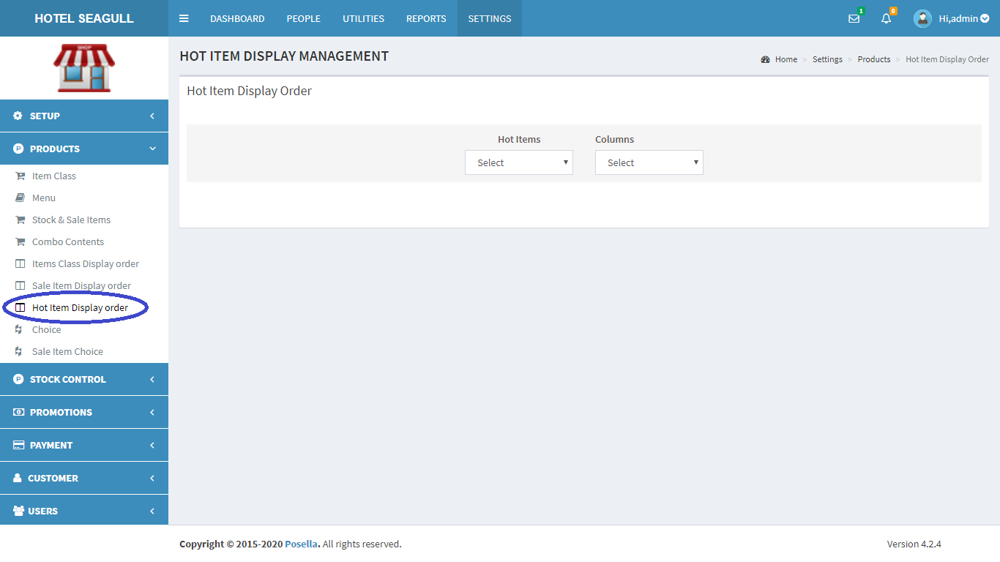 HOTEL SEAGULL
DASHBOARD PEOPLE UTILITIES REPORTS SETTINGS
1
0
Hi,admin
SHOP
SETUP
PRODUCTS
Item Class
Menu
Stock & Sale Items
Combo Contents
Items Class Display order
Sale Item Display order
Hot Item Display order
Choice
Sale Item Choice
STOCK CONTROL
PROMOTIONS
PAYMENT
CUSTOMER
USERS
HOT ITEM DISPLAY MANAGEMENT
Home > Settings > Products > Hot Item Display Order
Hot Item Display Order
Hot Items Columns
Select Select
Copyright © 2015-2020 Posella. All rights reserved.
Version 4.2.4